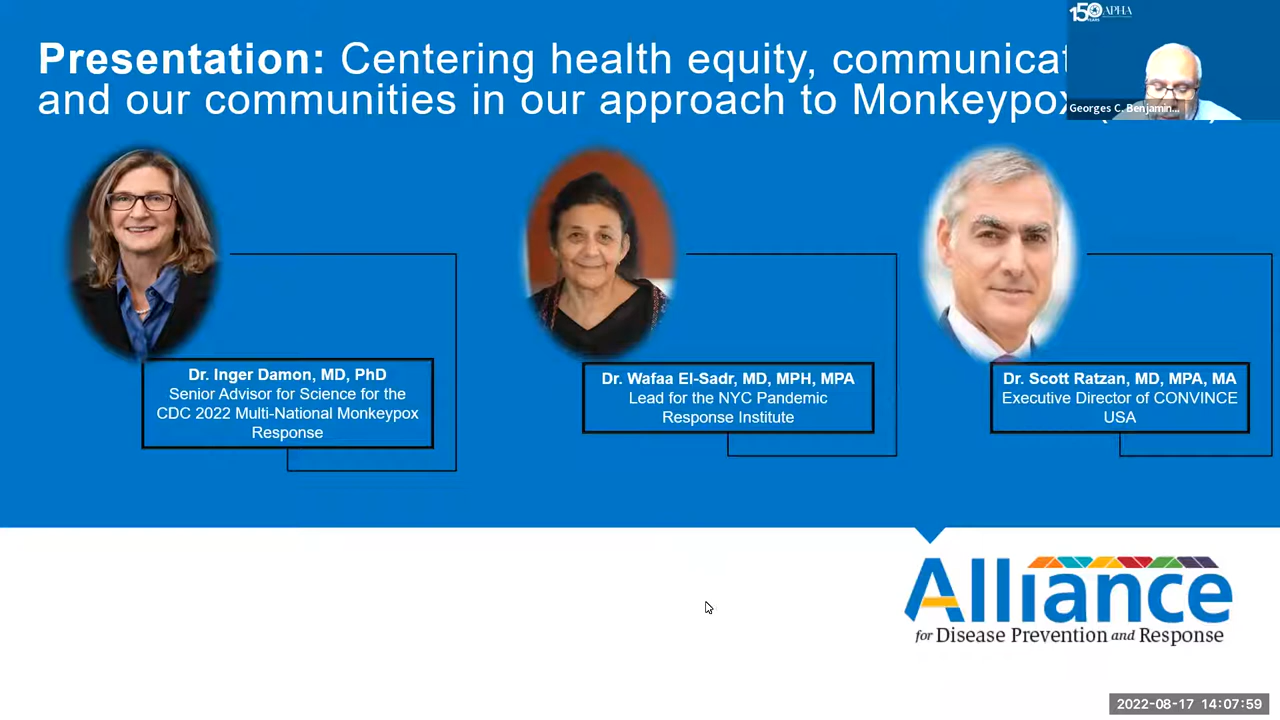 150 APHA
YEARS
Presentation: Centering health equity, communicat
and our communities in our approach to Monkeypox
Georges C. Benjamin...
Dr. Inger Damon, MD, PhD
Senior Advisor for Science for the
CDC 2022 Multi-National Monkeypox
Response
Dr. Wafaa El-Sadr, MD, MPH, MPA
Lead for the NYC Pandemic
Response Institute
Dr. Scott Ratzan, MD, MPA, MA
Executive Director of CONVINCE
USA
Alliance
for Disease Prevention and Response
2022-08-17 14:07:59